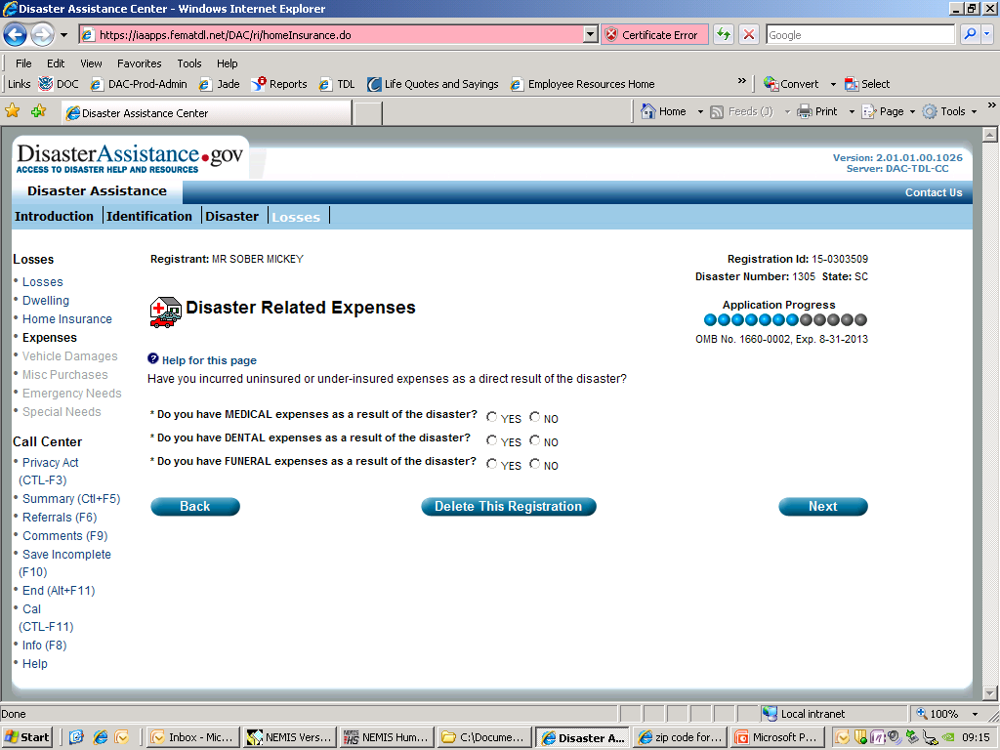 Disaster Assistance Center - Windows Internet Explorer
https://iaapps.fematdl.net/DAC/ri/homeInsurance.do
Certificate Error
Google
File Edit View Favorites Tools Help
Links DOC DAC-Prod-Admin Jade Reports TDL Life Quotes and Sayings Employee Resources Home » Convert Select
Disaster Assistance Center
Home Feeds (J) Print Page Tools »
DisasterAssistance.gov
ACCESS TO DISASTER HELP AND RESOURCES
Version: 2.01.01.00.1026
Server: DAC-TDL-CC
Disaster Assistance
Contact Us
Introduction Identification Disaster Losses
Losses
Losses
Dwelling
Home Insurance
Expenses
Vehicle Damages
Misc Purchases
Emergency Needs
Special Needs
Call Center
Privacy Act
(CTL-F3)
Summary (Ctl+F5)
Referrals (F6)
Comments (F9)
Save Incomplete
(F10)
End (Alt+F11)
Cal
(CTL-F11)
Info (F8)
Help
Registrant: MR SOBER MICKEY
Registration Id: 15-0303509
Disaster Number: 1305 State: SC
Disaster Related Expenses
Application Progress
OMB No. 1660-0002, Exp. 8-31-2013
? Help for this page
Have you incurred uninsured or under-insured expenses as a direct result of the disaster?
* Do you have MEDICAL expenses as a result of the disaster? YES NO
* Do you have DENTAL expenses as a result of the disaster? YES NO
* Do you have FUNERAL expenses as a result of the disaster? YES NO
Back
Delete This Registration
Next
Done
Local intranet
100%
Start
Inbox - Mic...
NEMIS Vers...
NEMIS Hum...
C:\Docume...
Disaster A...
zip code for...
Microsoft P...
09:15